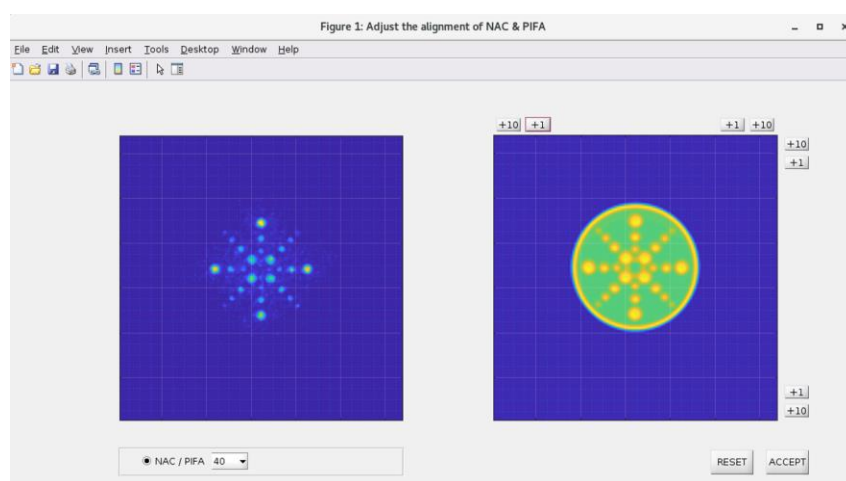 Figure 1: Adjust the alignment of NAC & PIFA
File Edit View Insert Tools Desktop Window Help
+10 +1 +1 +10
+10
+1
+1
+10
NAC / PIFA 40
RESET ACCEPT